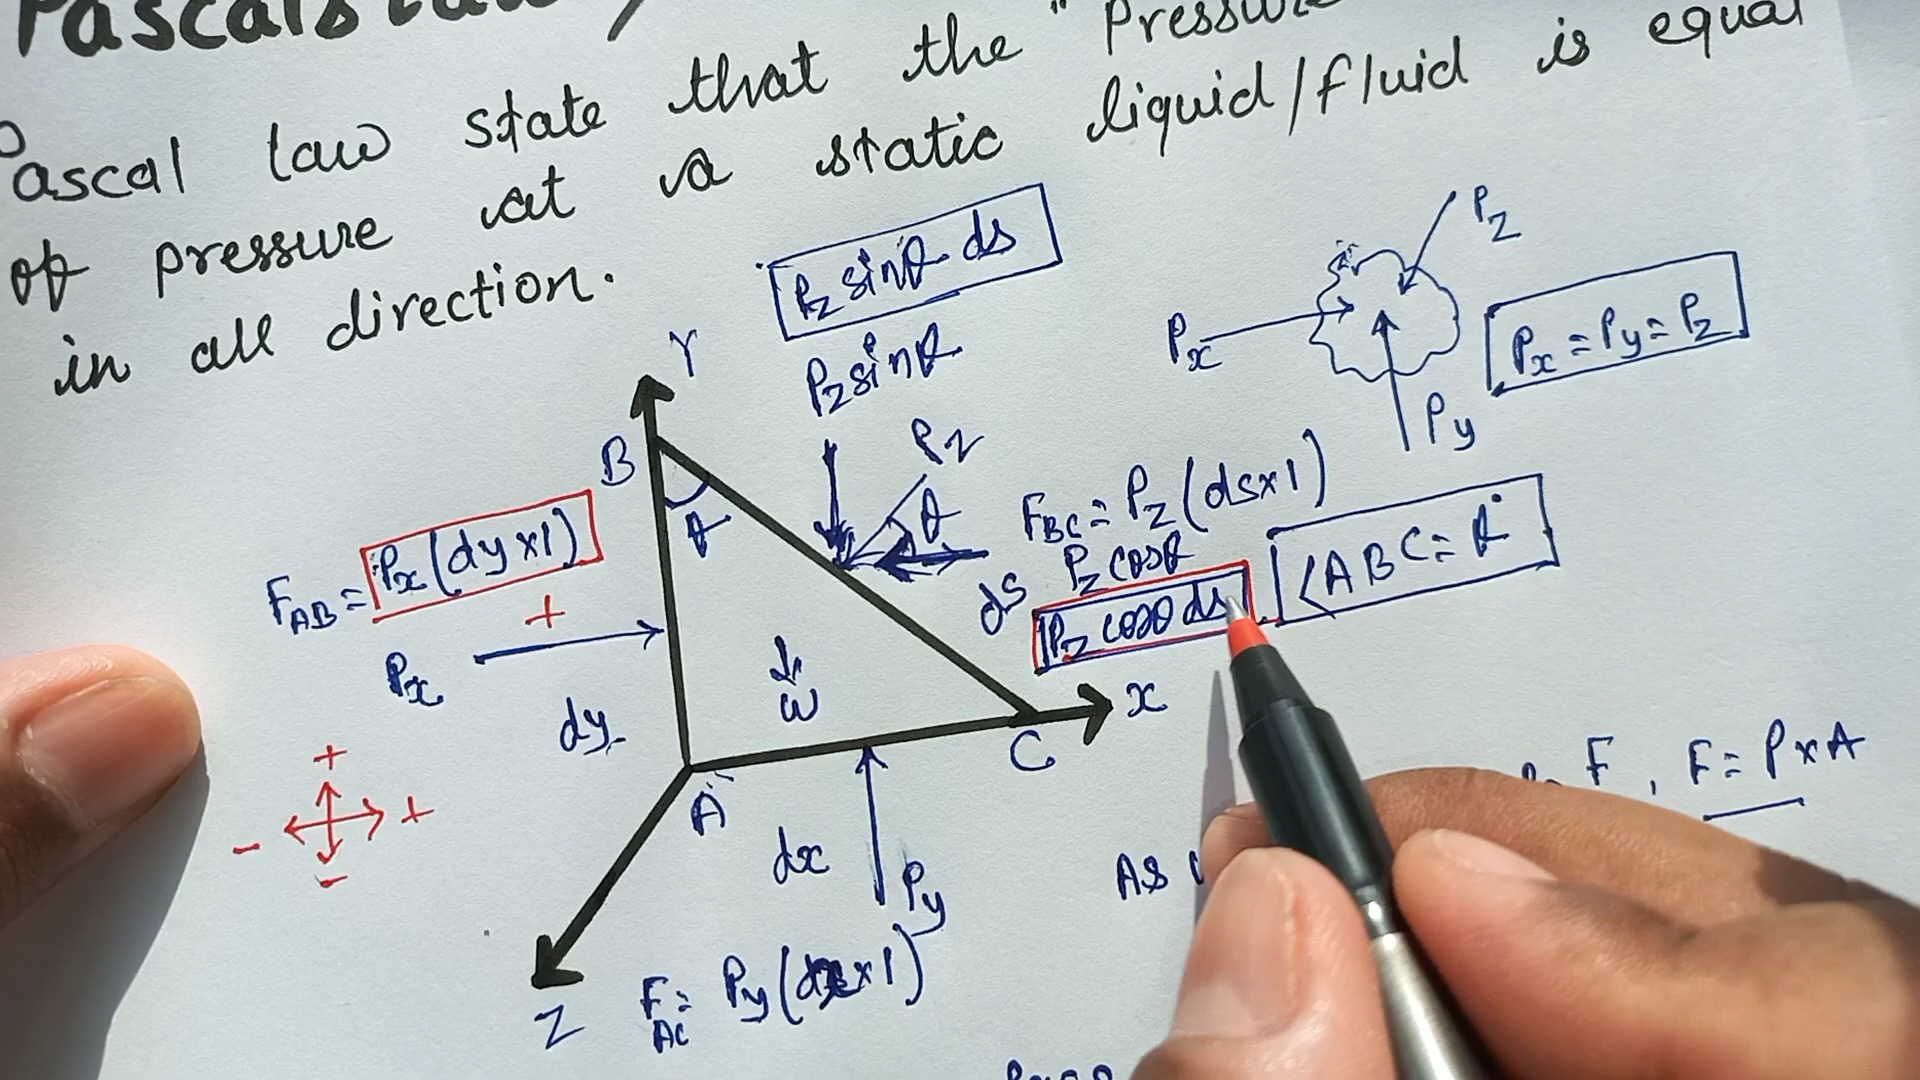 Pascals law
Pascal law state that the "Pressure
of pressure at a static liquid/fluid is equal
in all direction.
Pz sinθ ds
Pz sinθ
Pz
Px
Py
Px = Py = Pz
Y
B
θ
Pz
θ
FBC = Pz (ds×1)
Pz cosθ
ds
Pz cosθ ds
∠ABC = θ
FAB = Px (dy×1)
+
Px
dy
w
x
C
A
+
- +
-
dx
Py
Z
FAC = Py (dx×1)
F, F = P×A
As